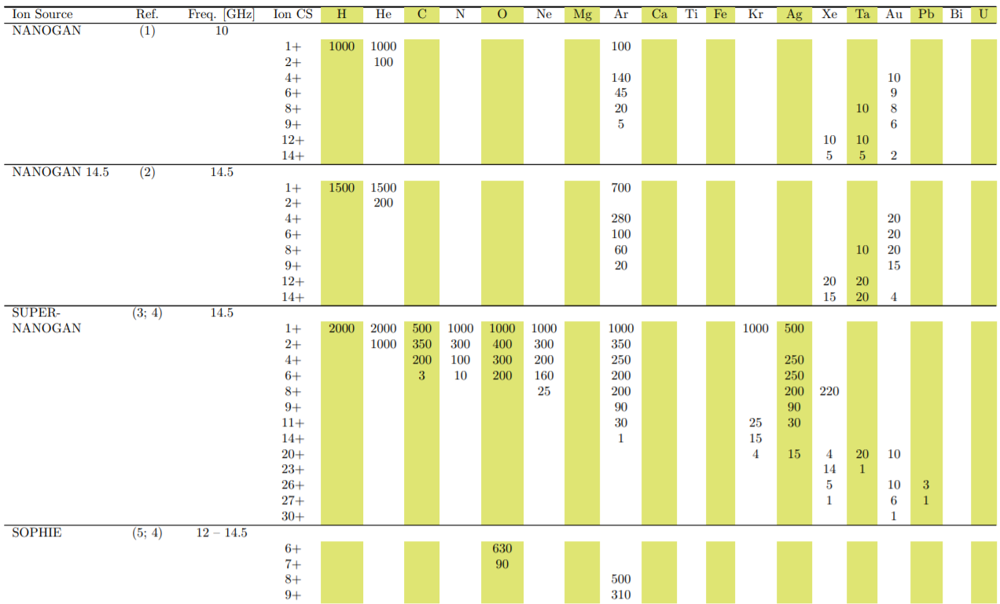 Ion Source Ref. Freq. [GHz] Ion CS H He C N O Ne Mg Ar Ca Ti Fe Kr Ag Xe Ta Au Pb Bi U
NANOGAN (1) 10
1+ 1000 1000 100
2+ 100
4+ 140 10
6+ 45 9
8+ 20 10 8
9+ 5 6
12+ 10 10
14+ 5 5 2
NANOGAN 14.5 (2) 14.5
1+ 1500 1500 700
2+ 200
4+ 280 20
6+ 100 20
8+ 60 10 20
9+ 20 15
12+ 20 20
14+ 15 20 4
SUPER- (3; 4) 14.5
NANOGAN 1+ 2000 2000 500 1000 1000 1000 1000 1000 500
2+ 1000 350 300 400 300 350
4+ 200 100 300 200 250 250
6+ 3 10 200 160 200 250
8+ 25 200 200 220
9+ 90 90
11+ 30 25 30
14+ 1 15
20+ 4 15 4 20 10
23+ 14 1
26+ 5 10 3
27+ 1 6 1
30+ 1
SOPHIE (5; 4) 12 – 14.5
6+ 630
7+ 90
8+ 500
9+ 310